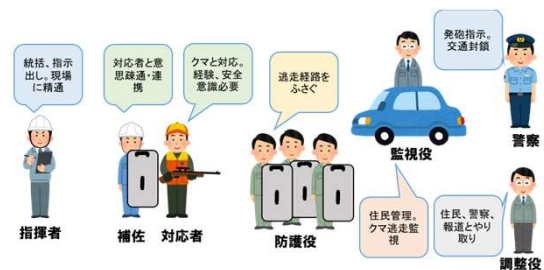 統括、指示
出し。現場
に精通
対応者と意
思疎通・連
携
クマと対応。
経験、安全
意識必要
逃走経路を
ふさぐ
発砲指示。
交通封鎖
指揮者
補佐
対応者
防護役
監視役
警察
住民管理。
クマ逃走監
視
住民、警察、
報道とやり
取り
調整役